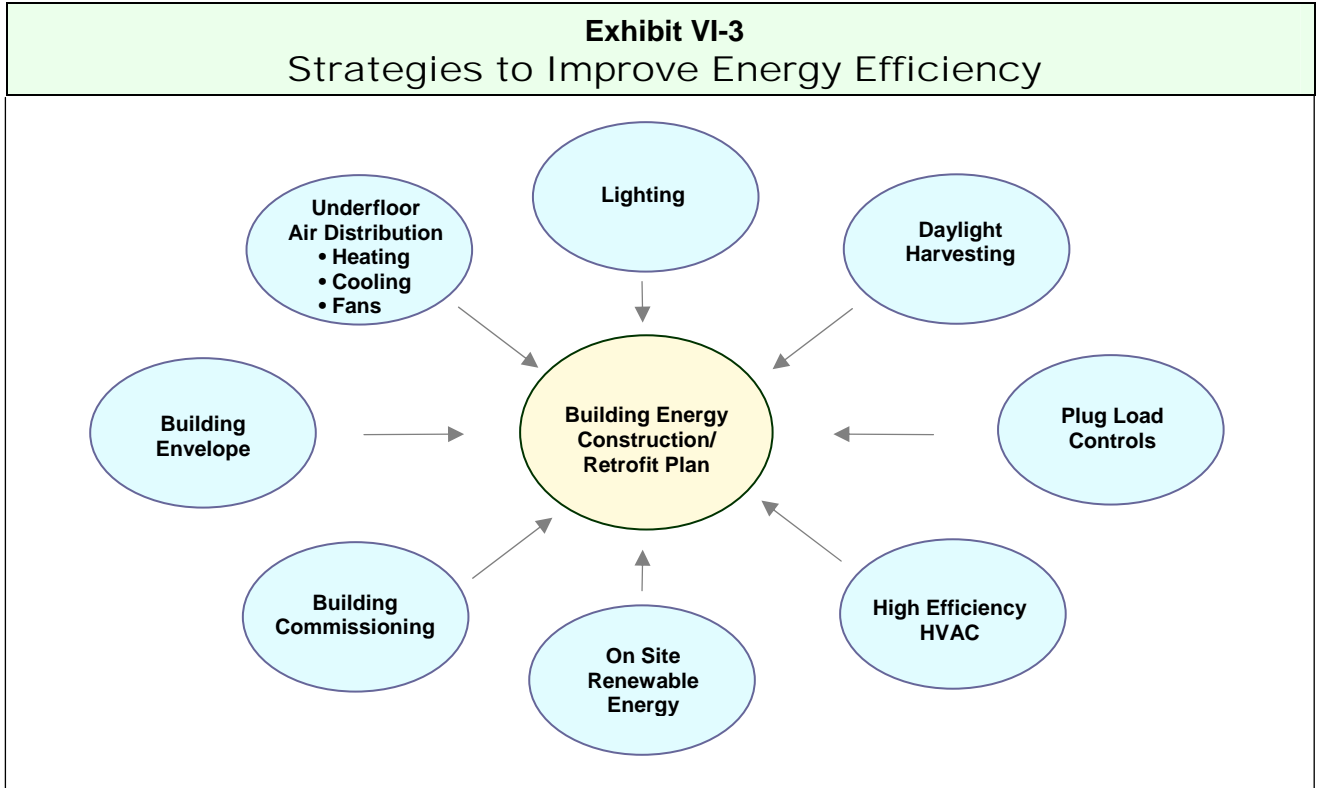 Exhibit VI-3
Strategies to Improve Energy Efficiency
Lighting
Underfloor
Air Distribution
• Heating
• Cooling
• Fans
Daylight
Harvesting
Building
Envelope
Building Energy
Construction/
Retrofit Plan
Plug Load
Controls
Building
Commissioning
On Site
Renewable
Energy
High Efficiency
HVAC